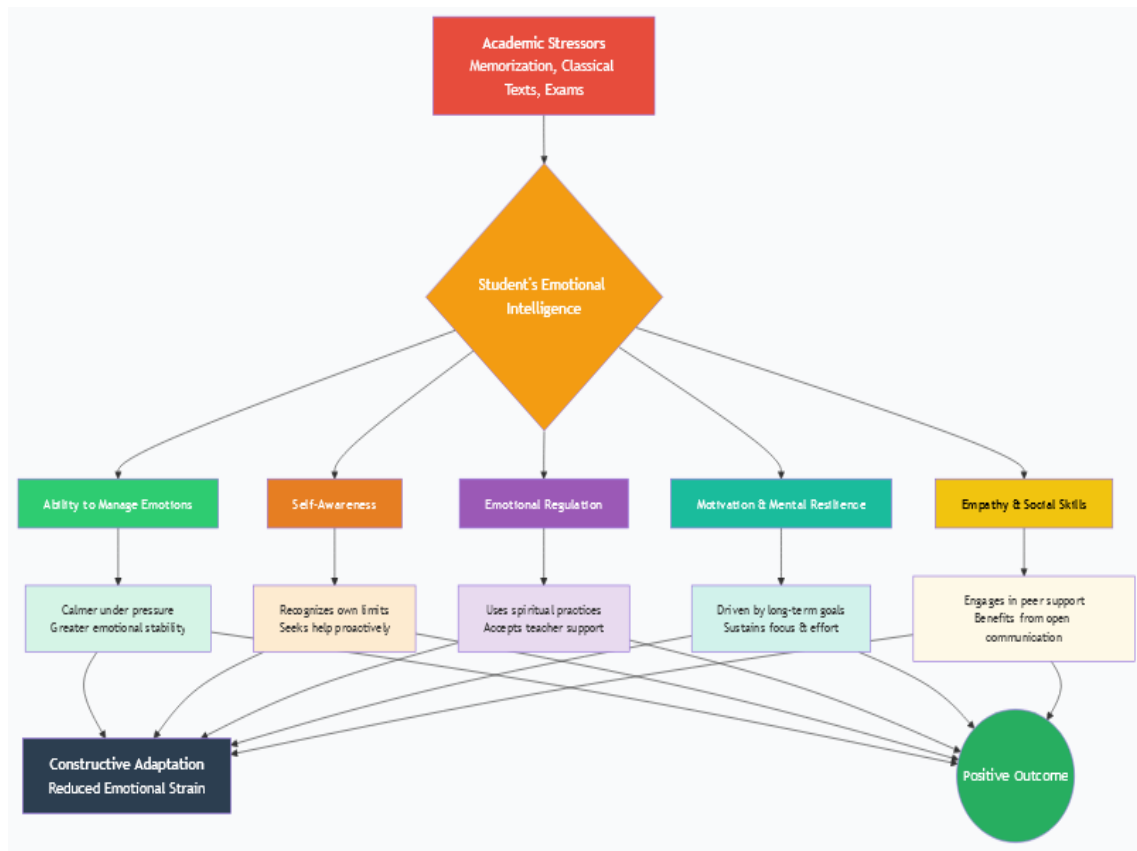 Academic Stressors
Memorization, Classical
Texts, Exams
Student's Emotional
Intelligence
Ability to Manage Emotions
Self-Awareness
Emotional Regulation
Motivation & Mental Resilience
Empathy & Social Skills
Calmer under pressure
Greater emotional stability
Recognizes own limits
Seeks help proactively
Uses spiritual practices
Accepts teacher support
Driven by long-term goals
Sustains focus & effort
Engages in peer support
Benefits from open
communication
Constructive Adaptation
Reduced Emotional Strain
Positive Outcome